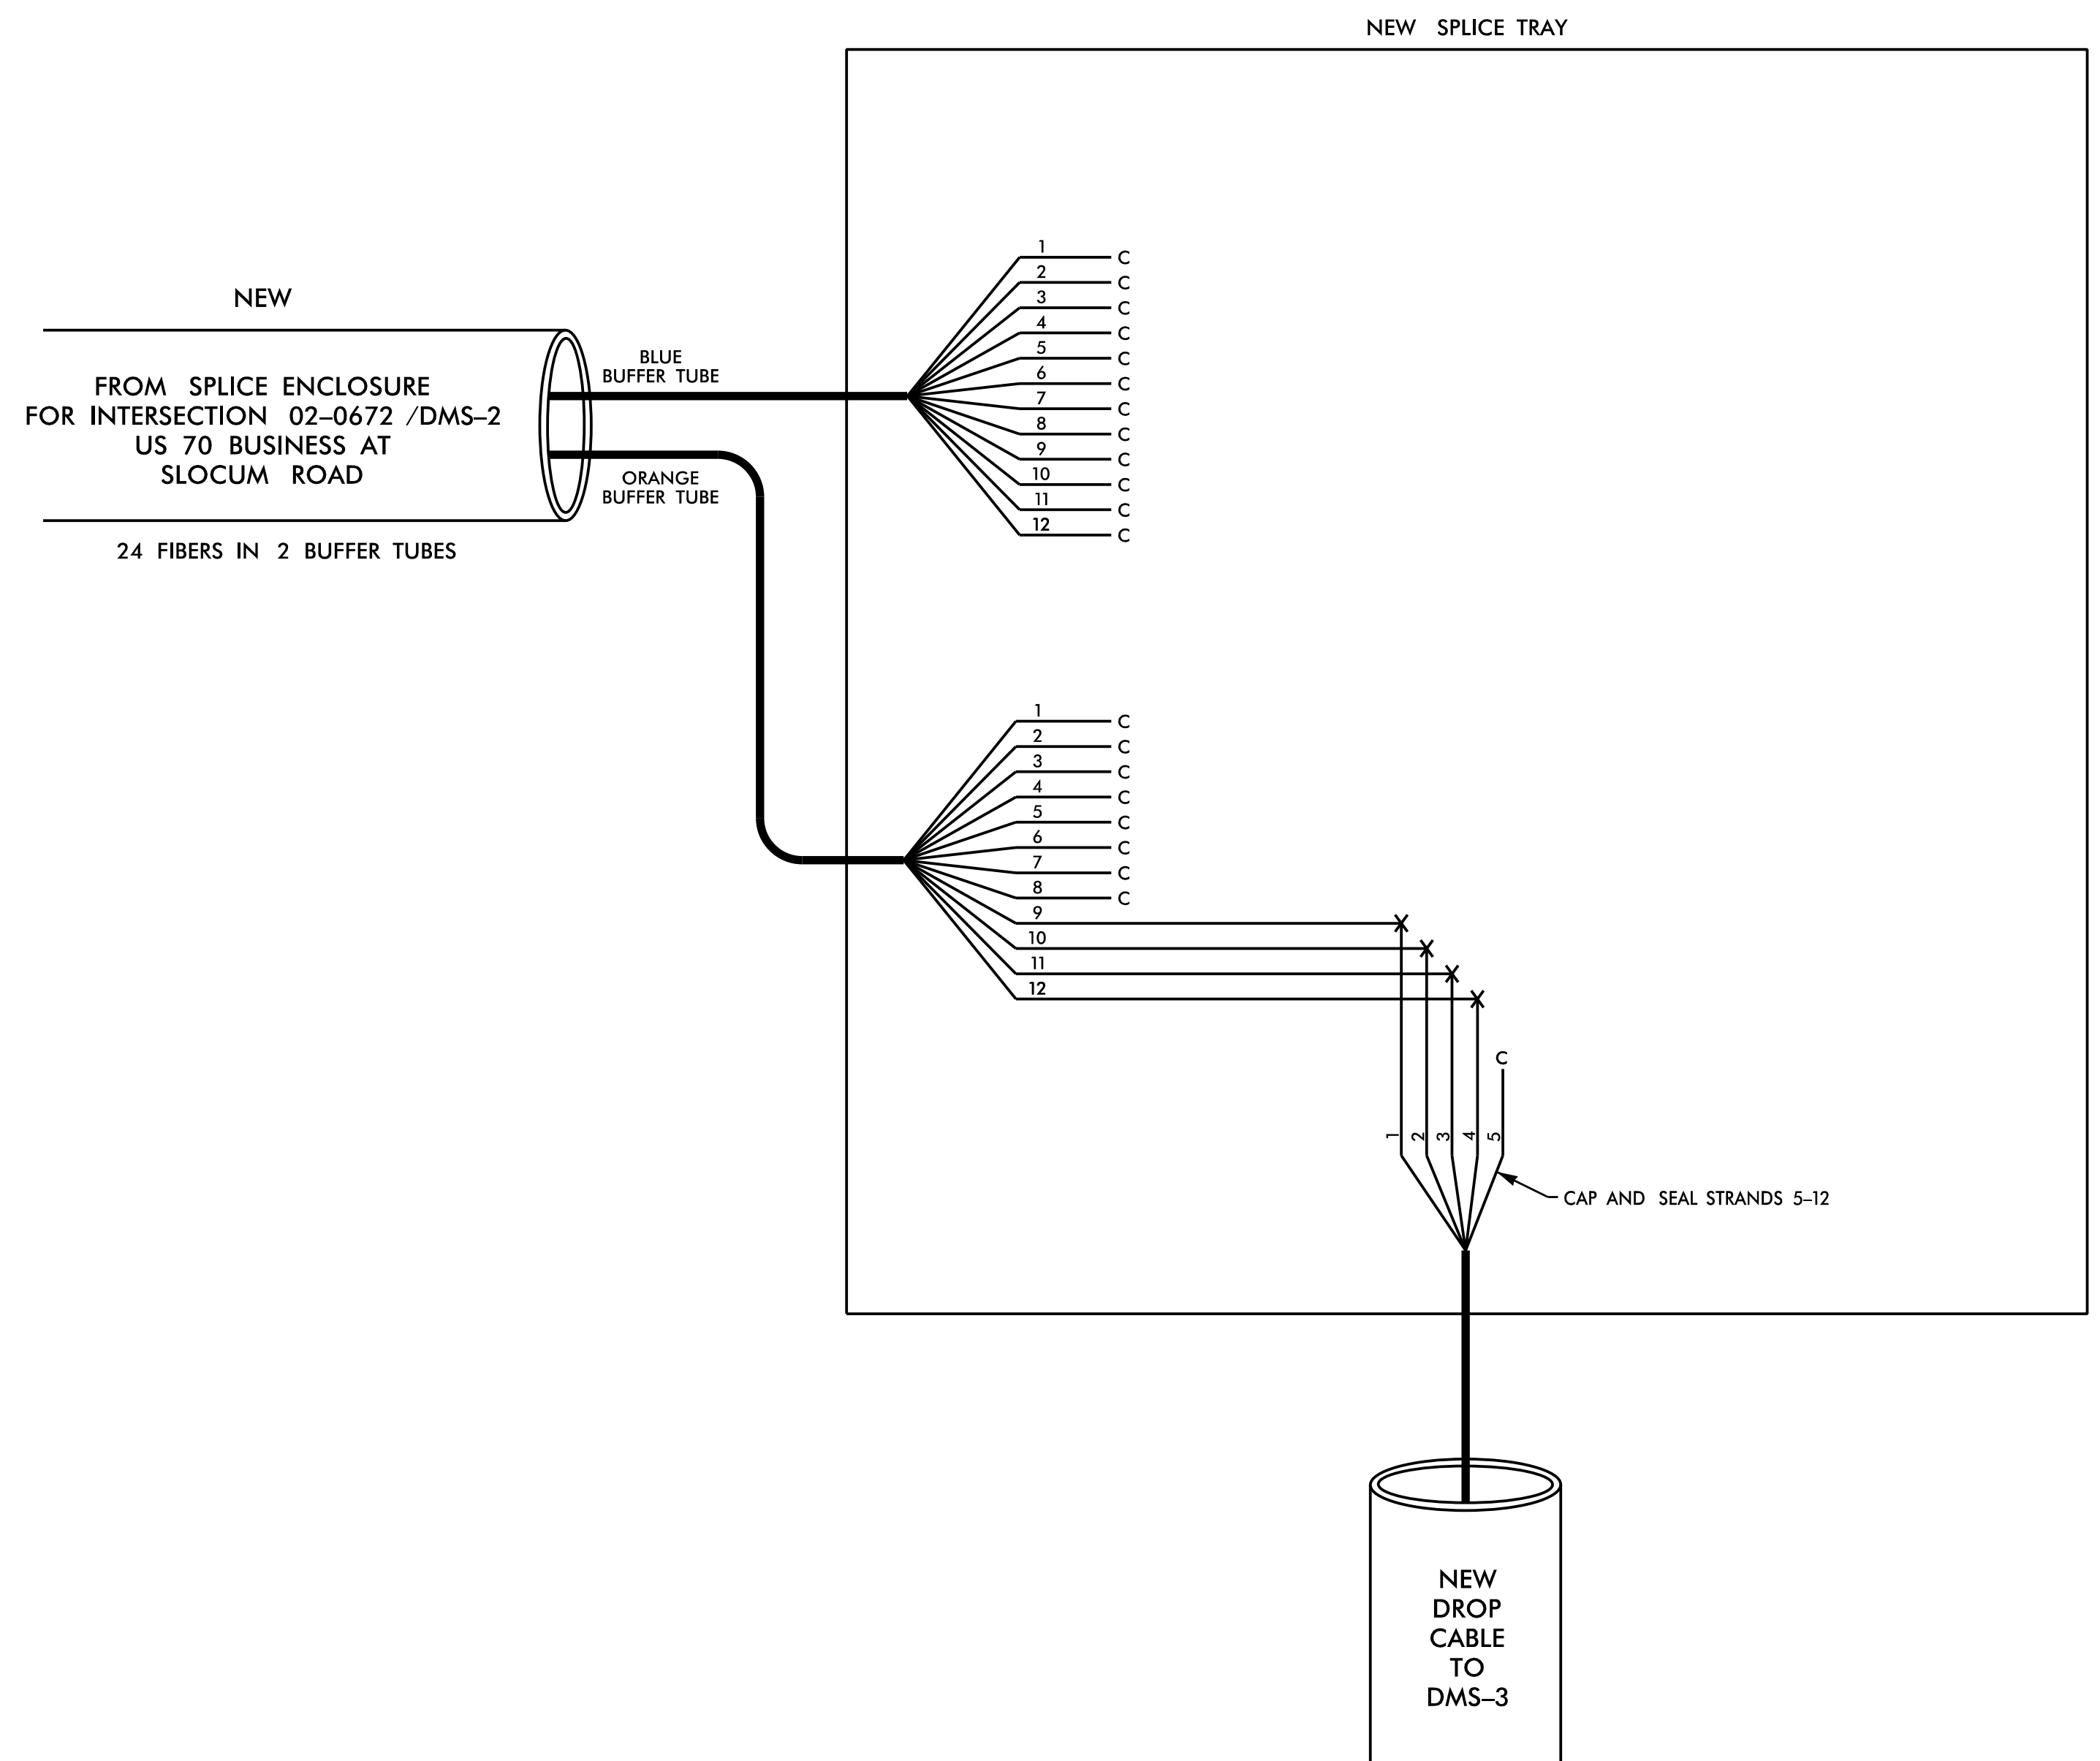 NEW SPLICE TRAY
NEW
FROM SPLICE ENCLOSURE
FOR INTERSECTION 02-0672 /DMS-2
US 70 BUSINESS AT
SLOCUM ROAD
24 FIBERS IN 2 BUFFER TUBES
BLUE
BUFFER TUBE
ORANGE
BUFFER TUBE
1 C
2 C
3 C
4 C
5 C
6 C
7 C
8 C
9 C
10 C
11 C
12 C
1 C
2 C
3 C
4 C
5 C
6 C
7 C
8 C
9
10
11
12
C
1 2 3 4 5
CAP AND SEAL STRANDS 5-12
NEW
DROP
CABLE
TO
DMS-3